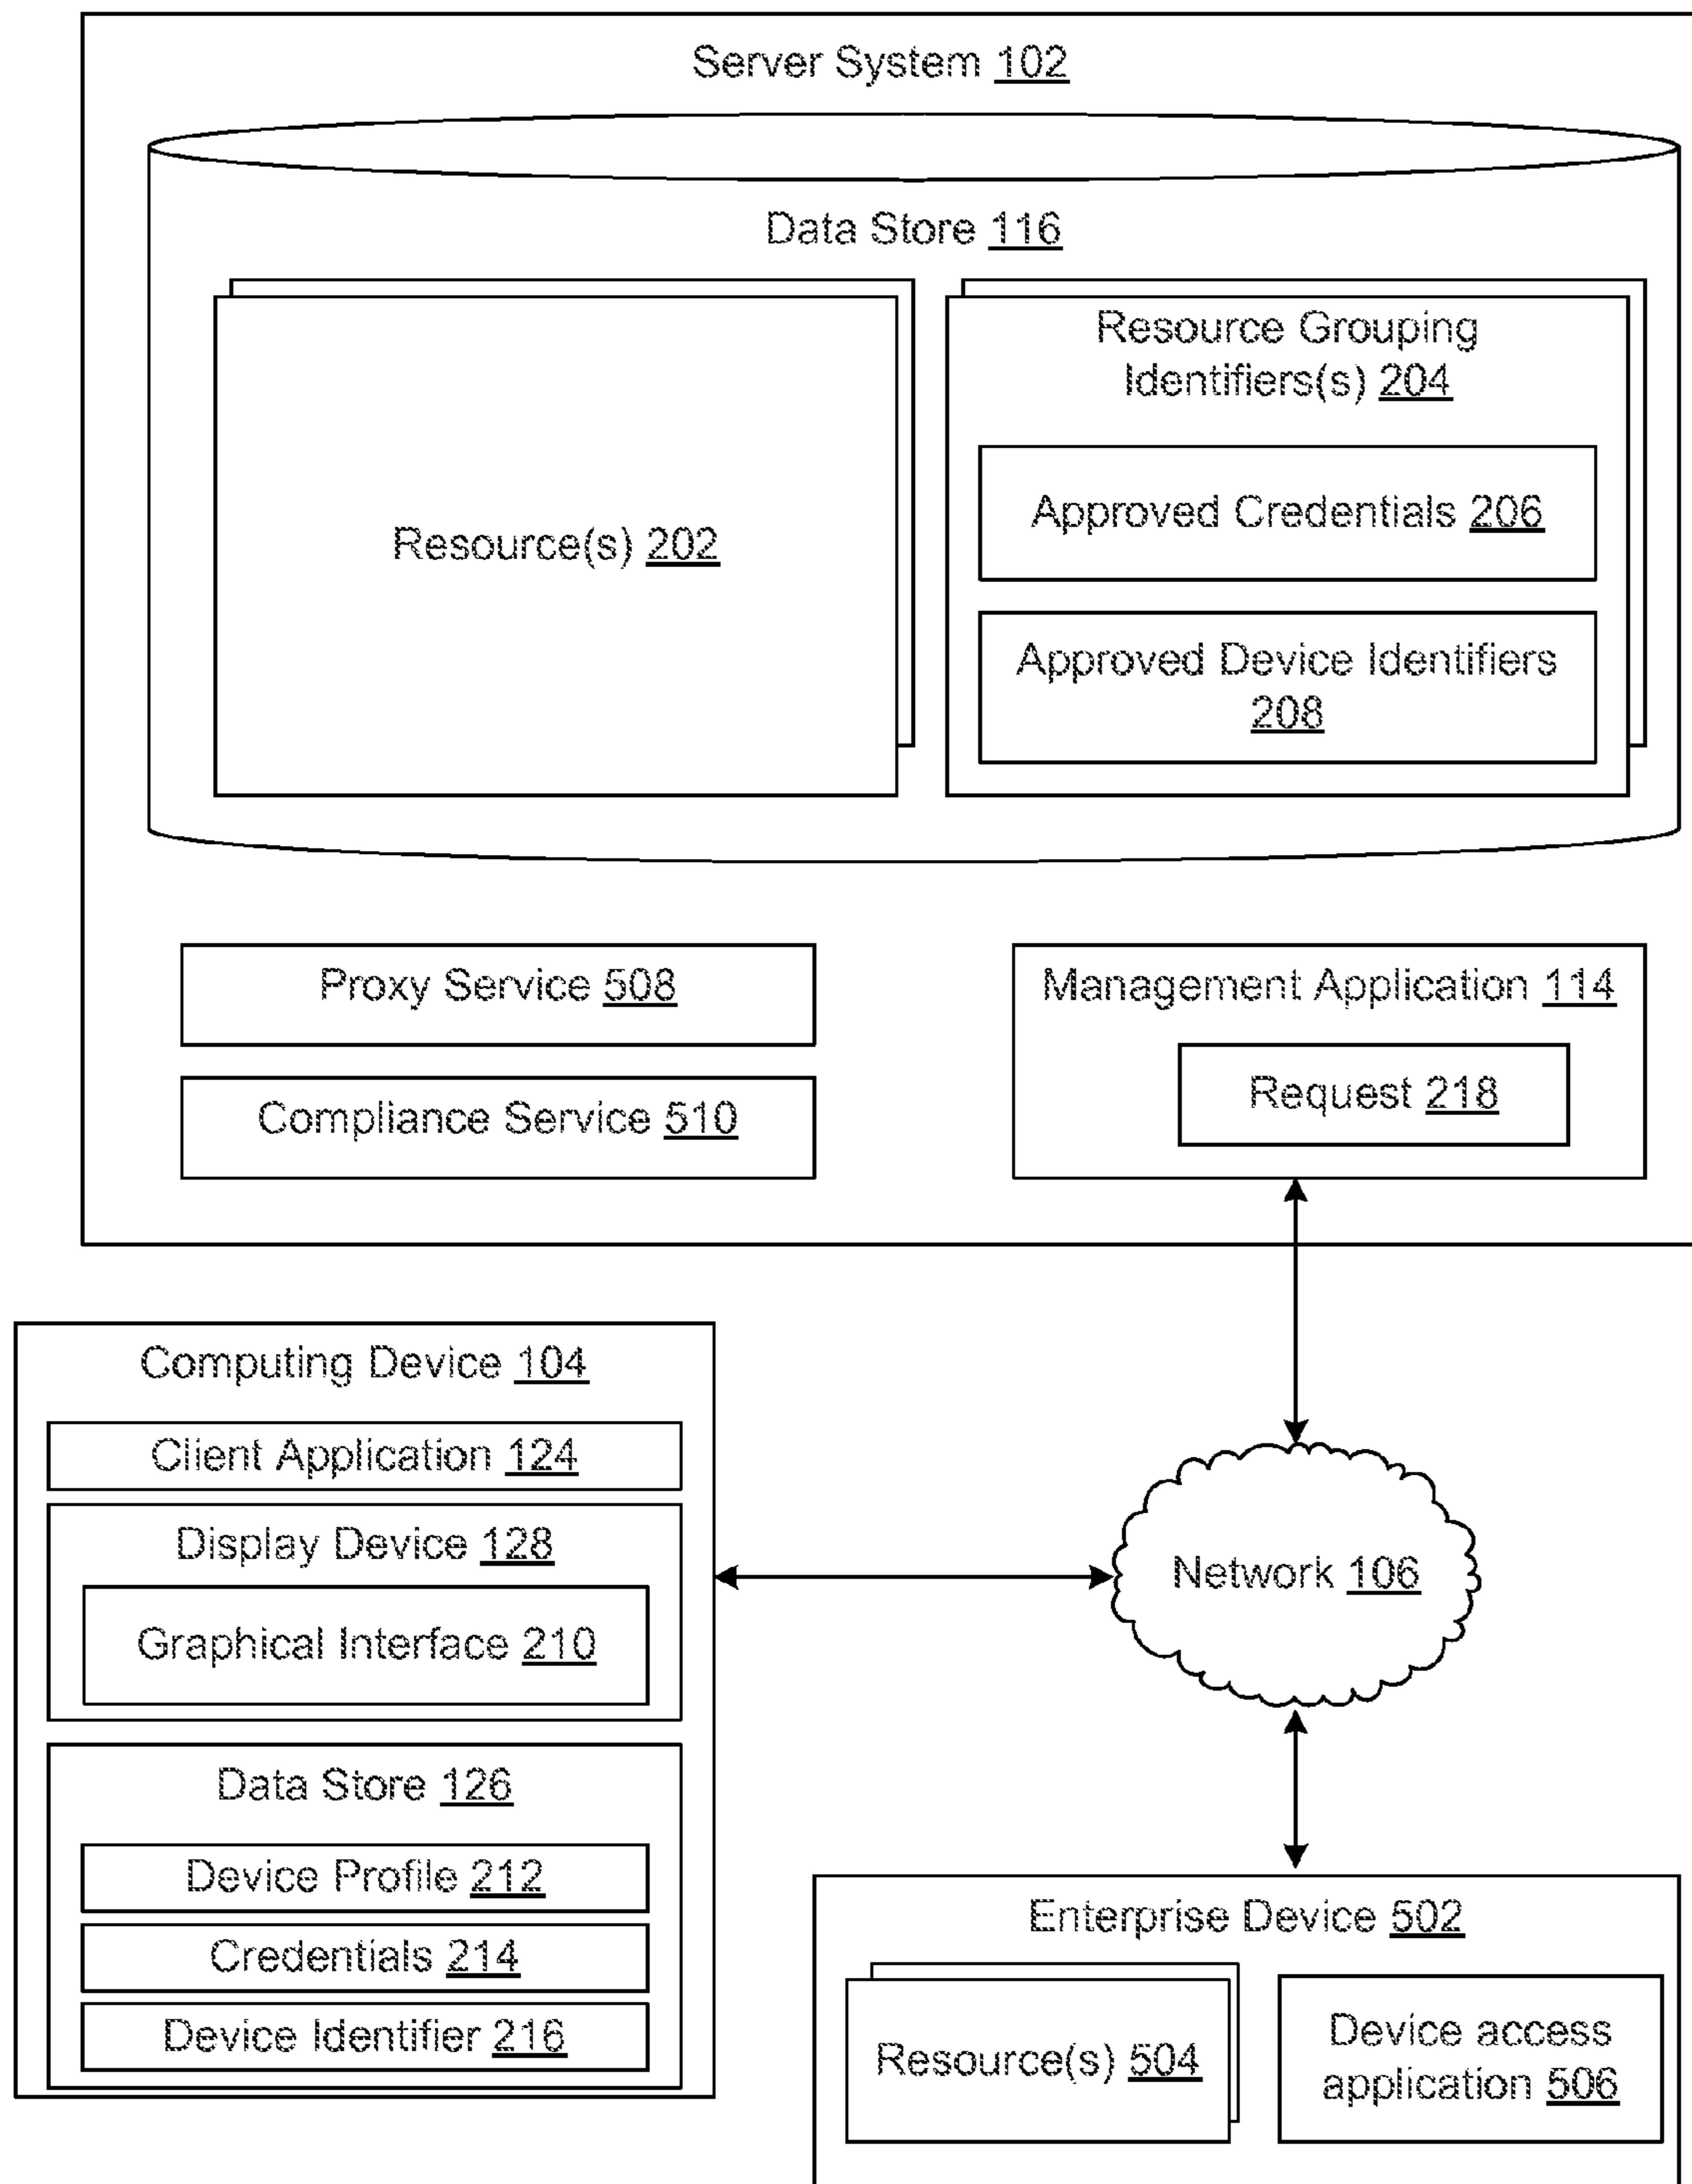 Server System 102
Data Store 116
Resource(s) 202
Resource Grouping
Identifiers(s) 204
Approved Credentials 206
Approved Device Identifiers
208
Proxy Service 508
Compliance Service 510
Management Application 114
Request 218
Computing Device 104
Client Application 124
Display Device 128
Graphical Interface 210
Data Store 126
Device Profile 212
Credentials 214
Device Identifier 216
Network 106
Enterprise Device 502
Resource(s) 504
Device access
application 506